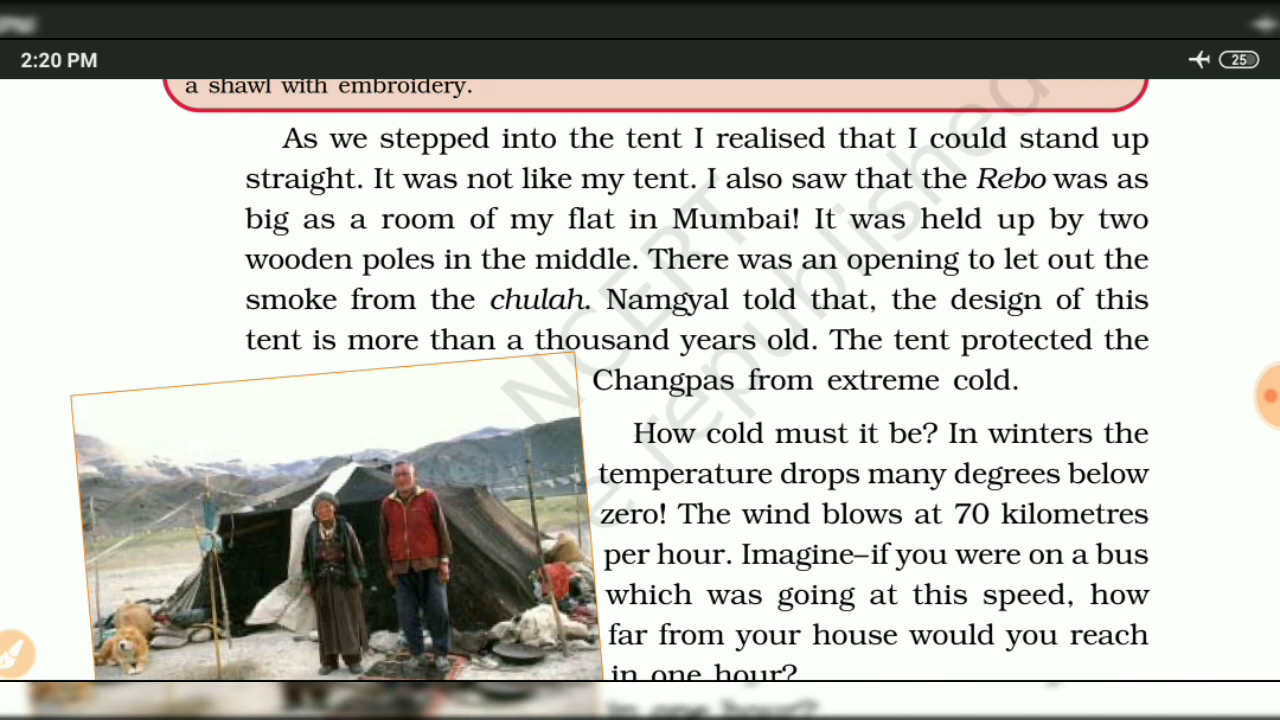 2:20 PM
25
a shawl with embroidery.
As we stepped into the tent I realised that I could stand up
straight. It was not like my tent. I also saw that the Rebo was as
big as a room of my flat in Mumbai! It was held up by two
wooden poles in the middle. There was an opening to let out the
smoke from the chulah. Namgyal told that, the design of this
tent is more than a thousand years old. The tent protected the
Changpas from extreme cold.
How cold must it be? In winters the
temperature drops many degrees below
zero! The wind blows at 70 kilometres
per hour. Imagine–if you were on a bus
which was going at this speed, how
far from your house would you reach
in one hour?
NCERT
republished